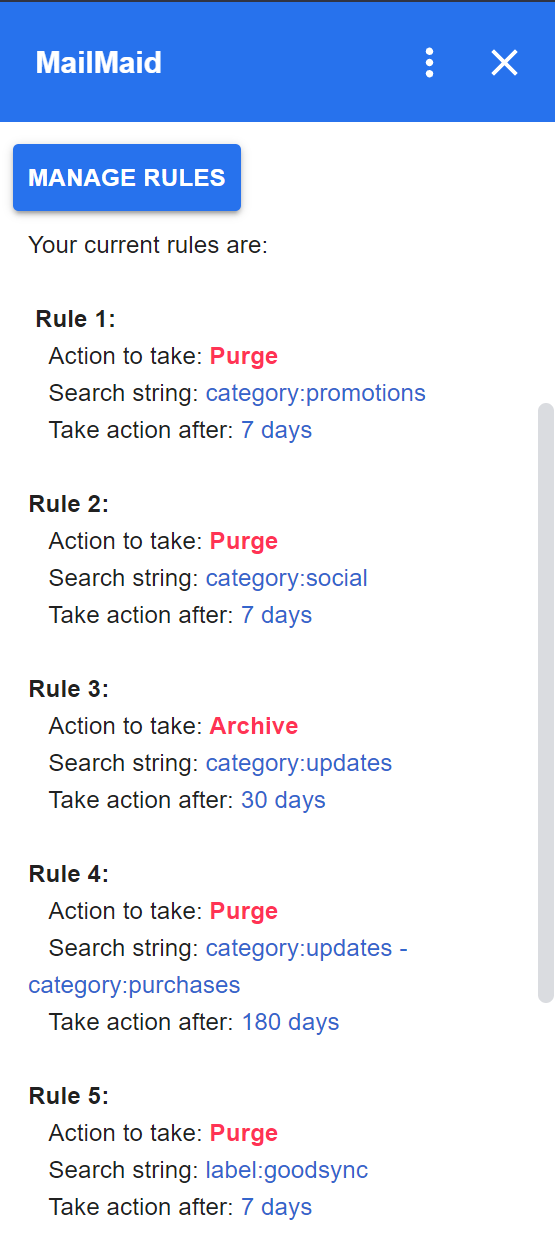 MailMaid
MANAGE RULES
Your current rules are:
Rule 1:
Action to take: Purge
Search string: category:promotions
Take action after: 7 days
Rule 2:
Action to take: Purge
Search string: category:social
Take action after: 7 days
Rule 3:
Action to take: Archive
Search string: category:updates
Take action after: 30 days
Rule 4:
Action to take: Purge
Search string: category:updates -
category:purchases
Take action after: 180 days
Rule 5:
Action to take: Purge
Search string: label:goodsync
Take action after: 7 days